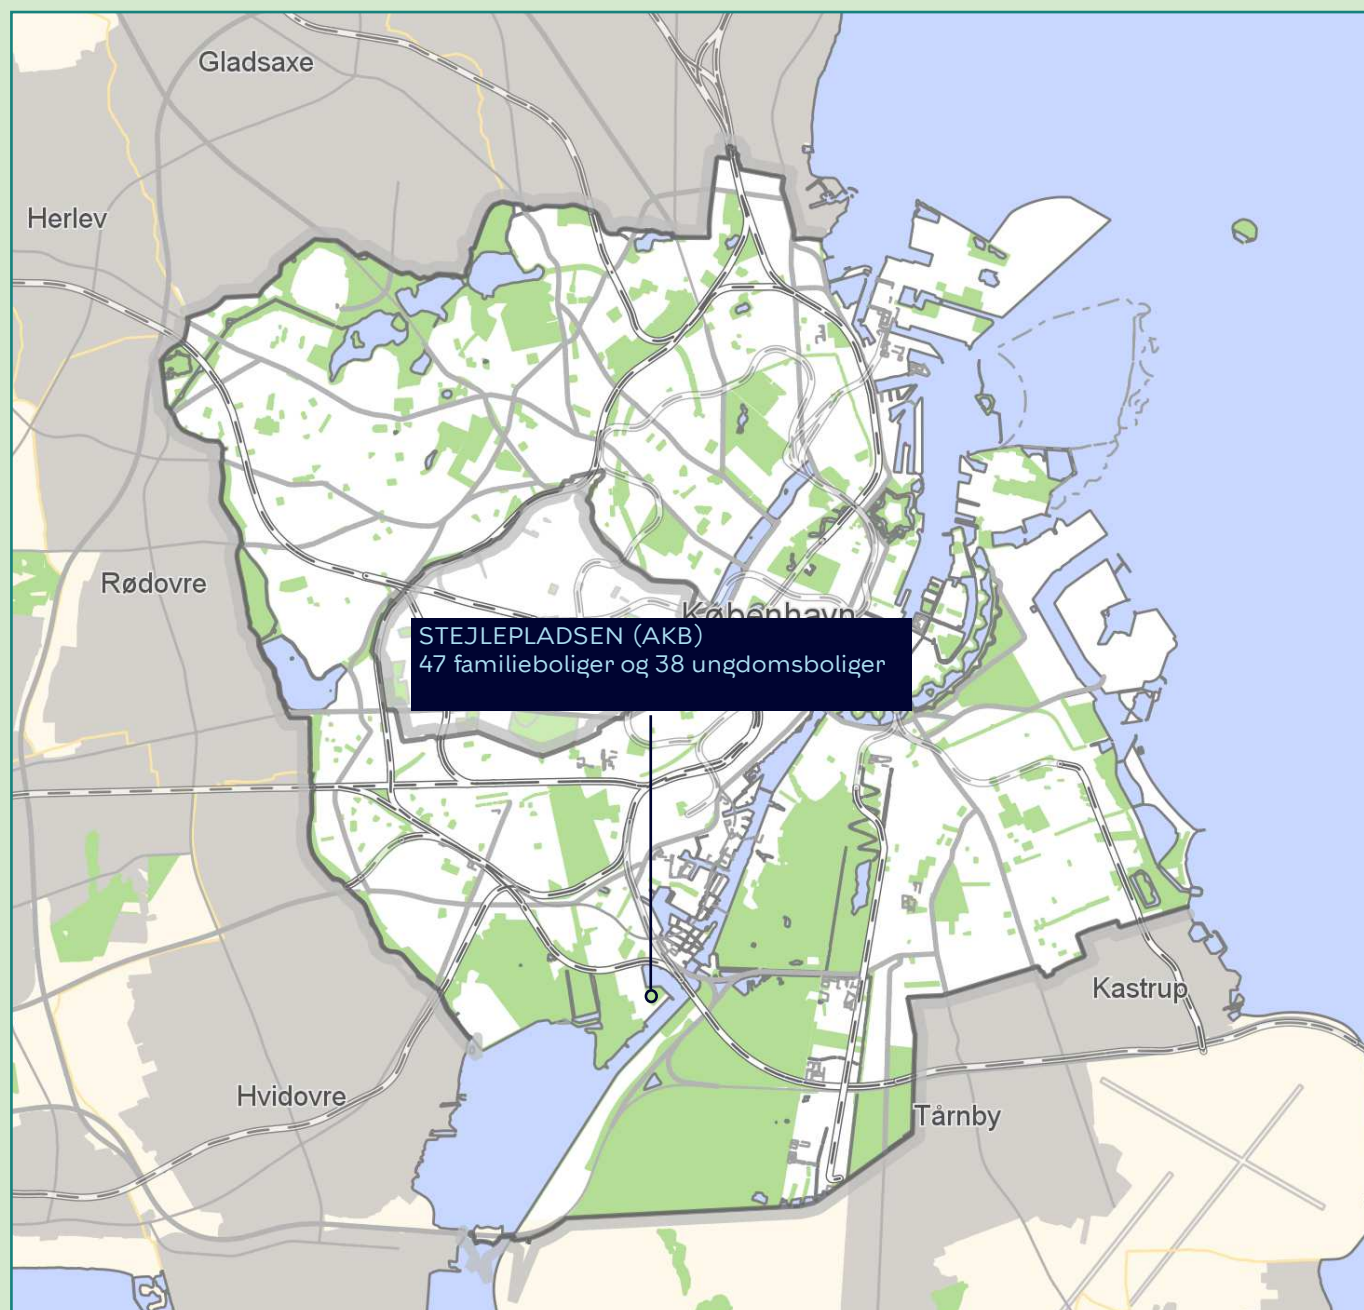 Gladsaxe
Herlev
Rødovre
København
STEJLEPLADSEN (AKB)
47 familieboliger og 38 ungdomsboliger
Kastrup
Hvidovre
Tårnby